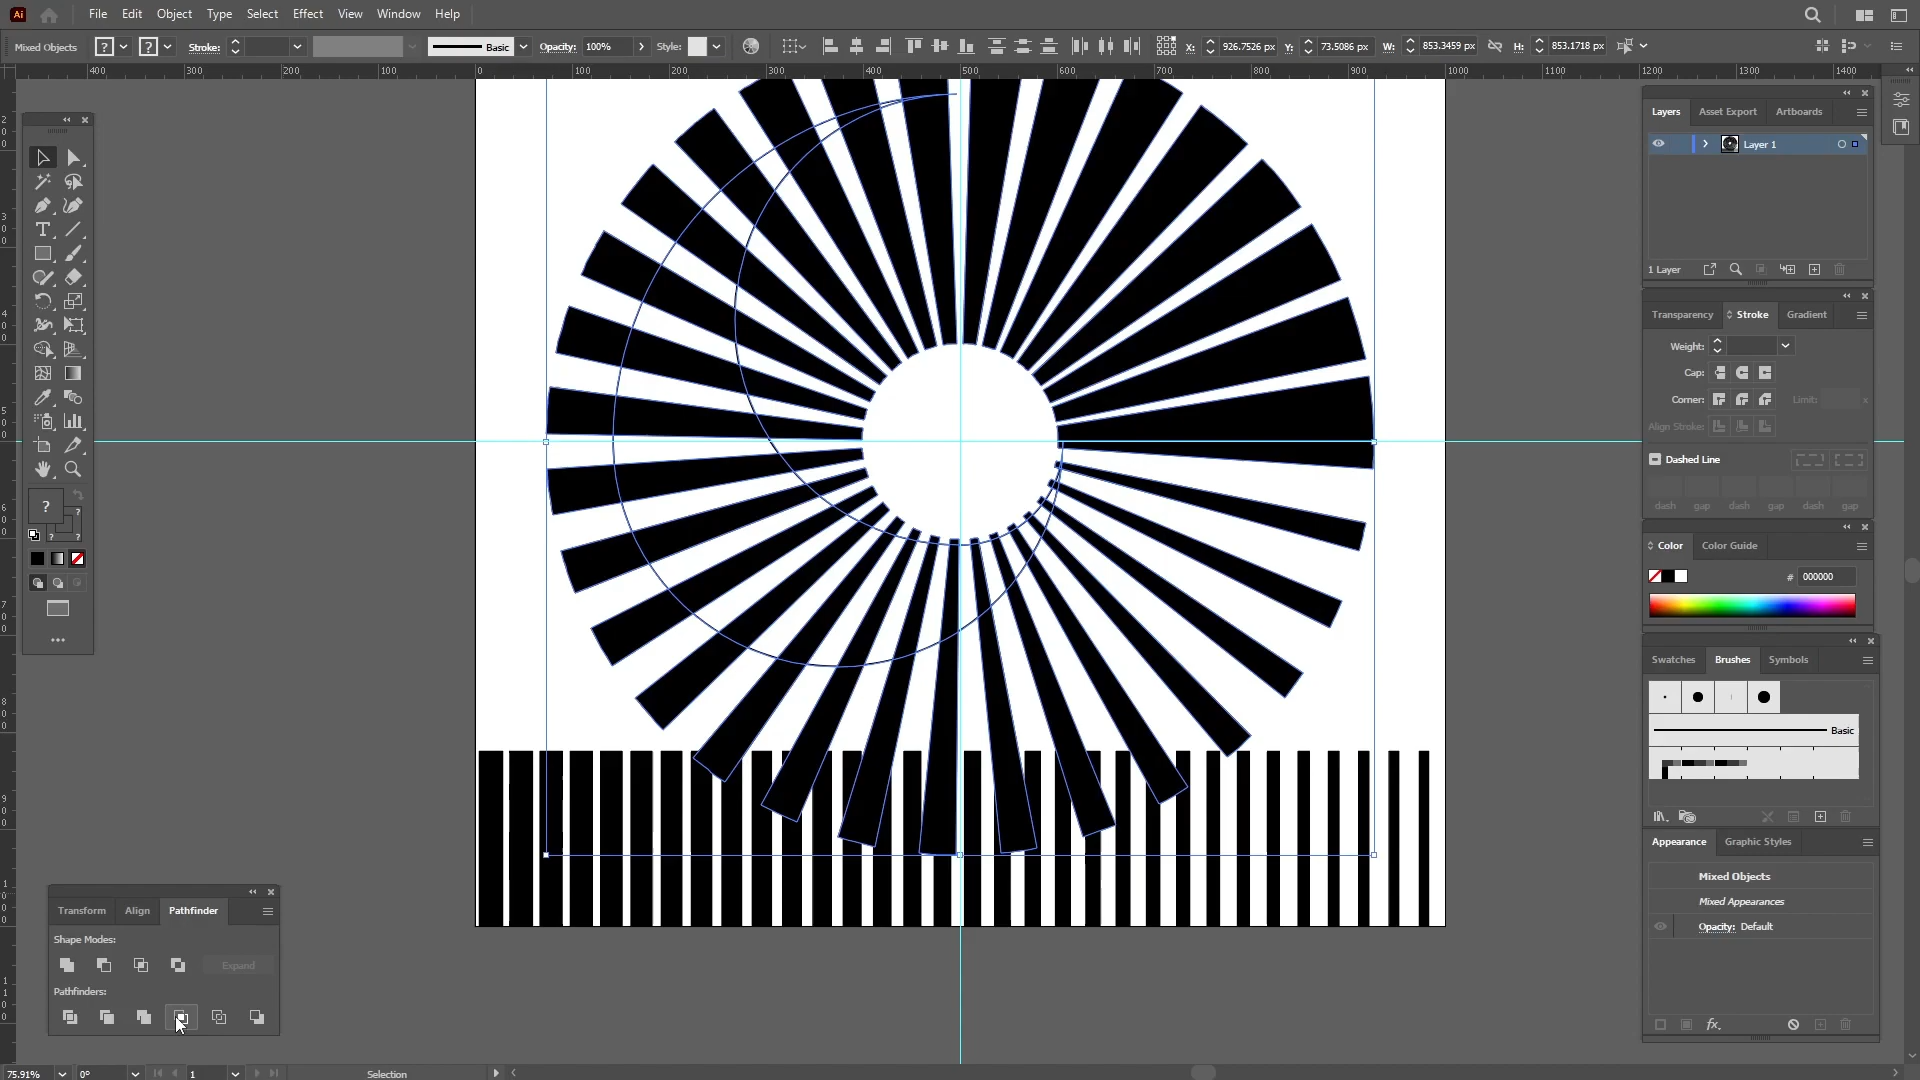 Ai File Edit Object Type Select Effect View Window Help
Mixed Objects ? ? Stroke: Basic Opacity: 100% Style: X: 926.7526 px Y: 73.5086 px W: 853.3459 px H: 853.1718 px
400 300 200 100 0 100 200 300 400 500 600 700 800 900 1000 1100 1200 1300 1400
Layers Asset Export Artboards
Layer 1
1 Layer
Transparency Stroke Gradient
Weight:
Cap:
Corner: Limit: x
Align Stroke:
Dashed Line
dash gap dash gap dash gap
Color Color Guide
# 000000
Swatches Brushes Symbols
Basic
Appearance Graphic Styles
Mixed Objects
Mixed Appearances
Opacity: Default
fx.
T
?
?
? ?
Transform Align Pathfinder
Shape Modes:
Expand
Pathfinders:
75.91% 0° 1 Selection